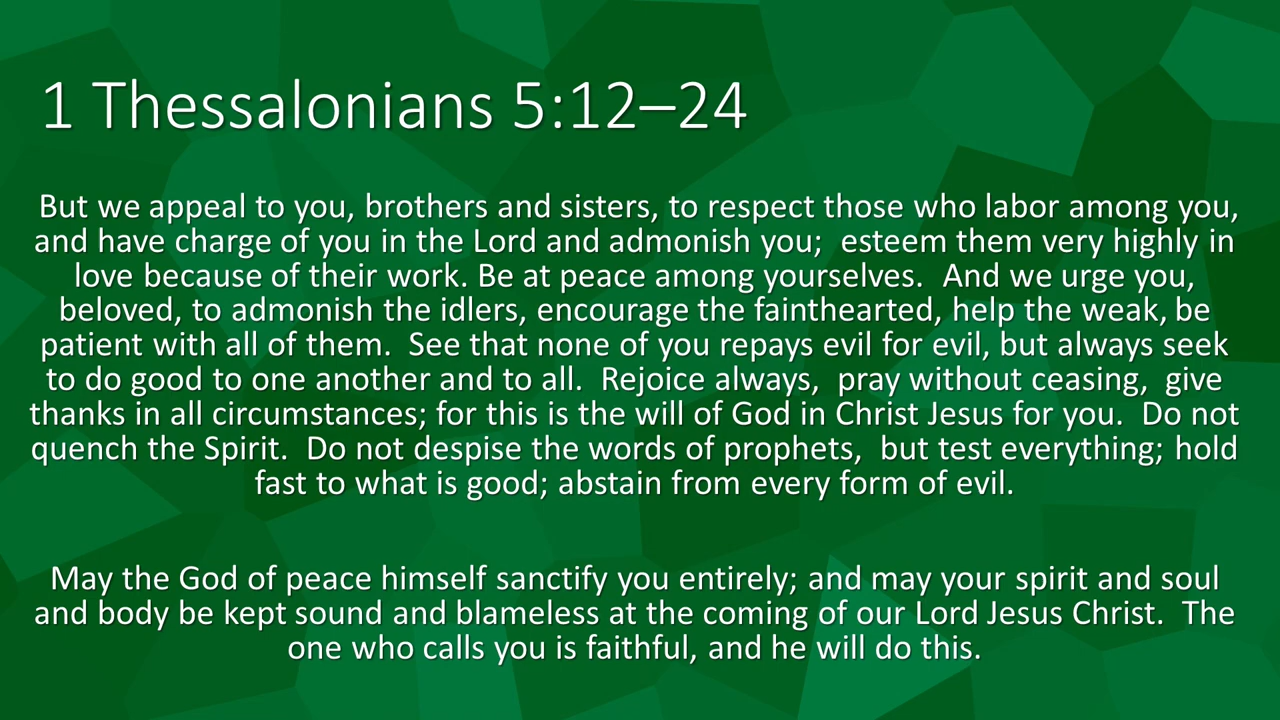 1 Thessalonians 5:12–24
But we appeal to you, brothers and sisters, to respect those who labor among you,
and have charge of you in the Lord and admonish you;  esteem them very highly in
love because of their work. Be at peace among yourselves.  And we urge you,
beloved, to admonish the idlers, encourage the fainthearted, help the weak, be
patient with all of them.  See that none of you repays evil for evil, but always seek
to do good to one another and to all.  Rejoice always,  pray without ceasing,  give
thanks in all circumstances; for this is the will of God in Christ Jesus for you.  Do not
quench the Spirit.  Do not despise the words of prophets,  but test everything; hold
fast to what is good; abstain from every form of evil.
May the God of peace himself sanctify you entirely; and may your spirit and soul
and body be kept sound and blameless at the coming of our Lord Jesus Christ.  The
one who calls you is faithful, and he will do this.